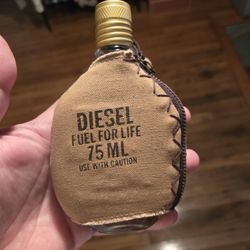 DIESEL
FUEL FOR LIFE
75 ML
USE WITH CAUTION